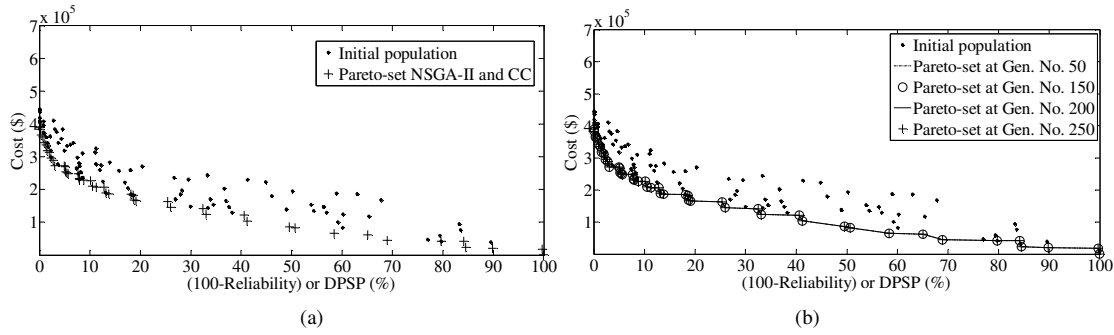 7 x 10^5
6
5
4
3
2
1
0 10 20 30 40 50 60 70 80 90 100
Cost ($)
(100-Reliability) or DPSP (%)
Initial population
Pareto-set NSGA-II and CC
(a)
7 x 10^5
6
5
4
3
2
1
0 10 20 30 40 50 60 70 80 90 100
Cost ($)
(100-Reliability) or DPSP (%)
Initial population
Pareto-set at Gen. No. 50
Pareto-set at Gen. No. 150
Pareto-set at Gen. No. 200
Pareto-set at Gen. No. 250
(b)